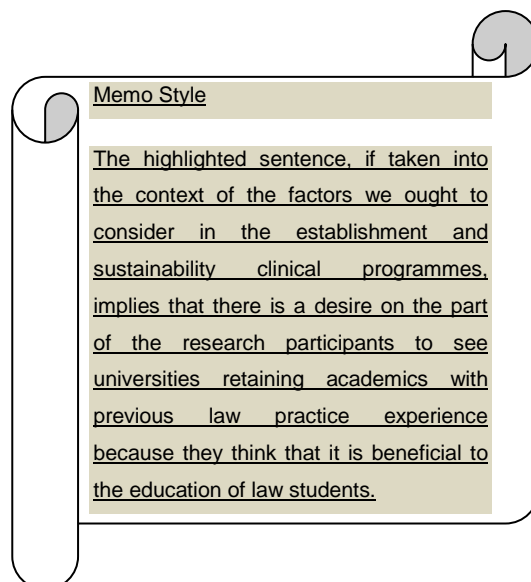 Memo Style
The highlighted sentence, if taken into
the context of the factors we ought to
consider in the establishment and
sustainability clinical programmes,
implies that there is a desire on the part
of the research participants to see
universities retaining academics with
previous law practice experience
because they think that it is beneficial to
the education of law students.